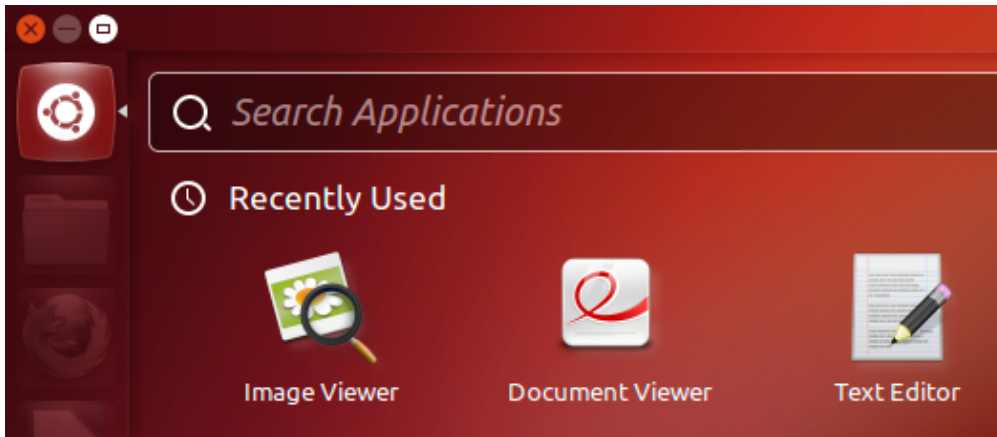 Search Applications
Recently Used
Image Viewer
Document Viewer
Text Editor